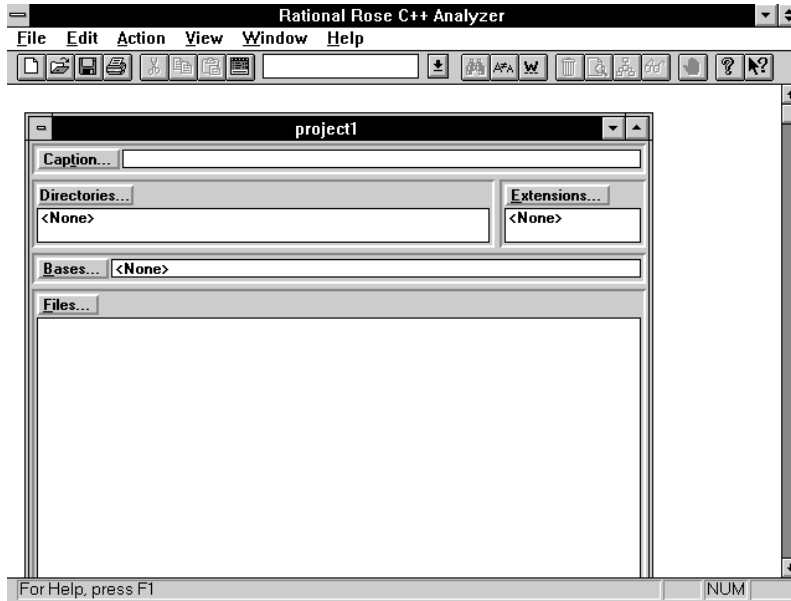 Rational Rose C++ Analyzer
File Edit Action View Window Help
A≠A W ? ?
project1
Caption...
Directories... Extensions...
<None> <None>
Bases... <None>
Files...
For Help, press F1 NUM